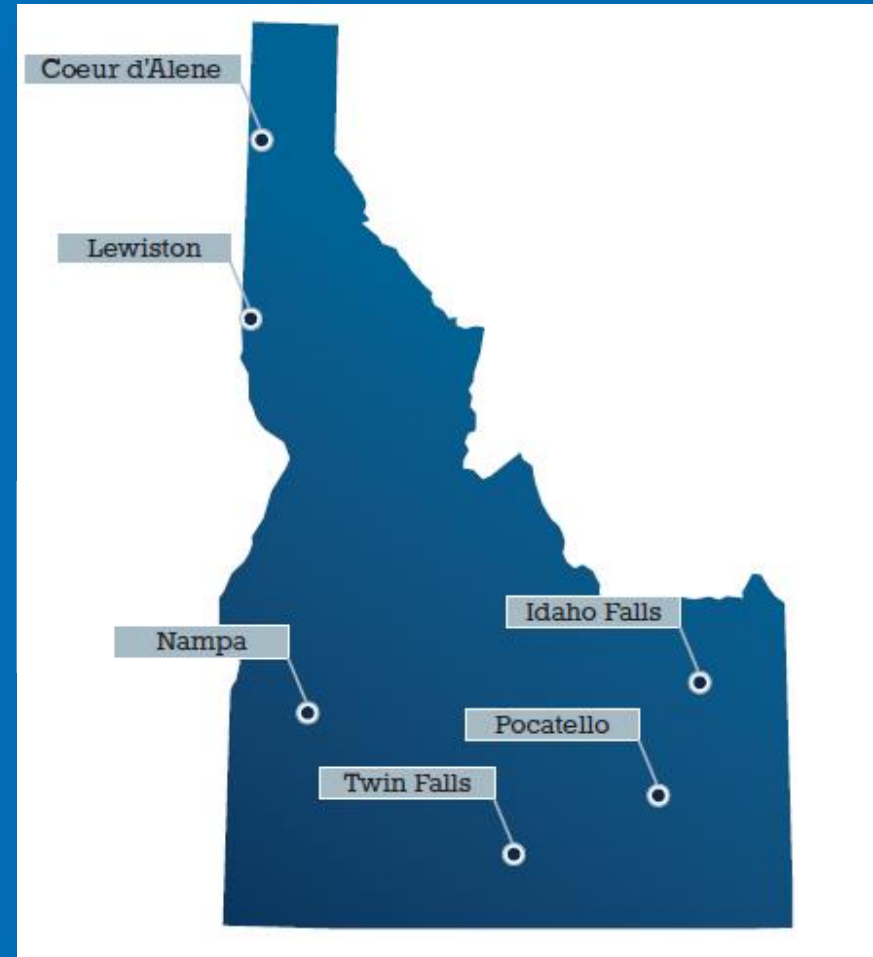 Coeur d'Alene
Lewiston
Idaho Falls
Nampa
Pocatello
Twin Falls